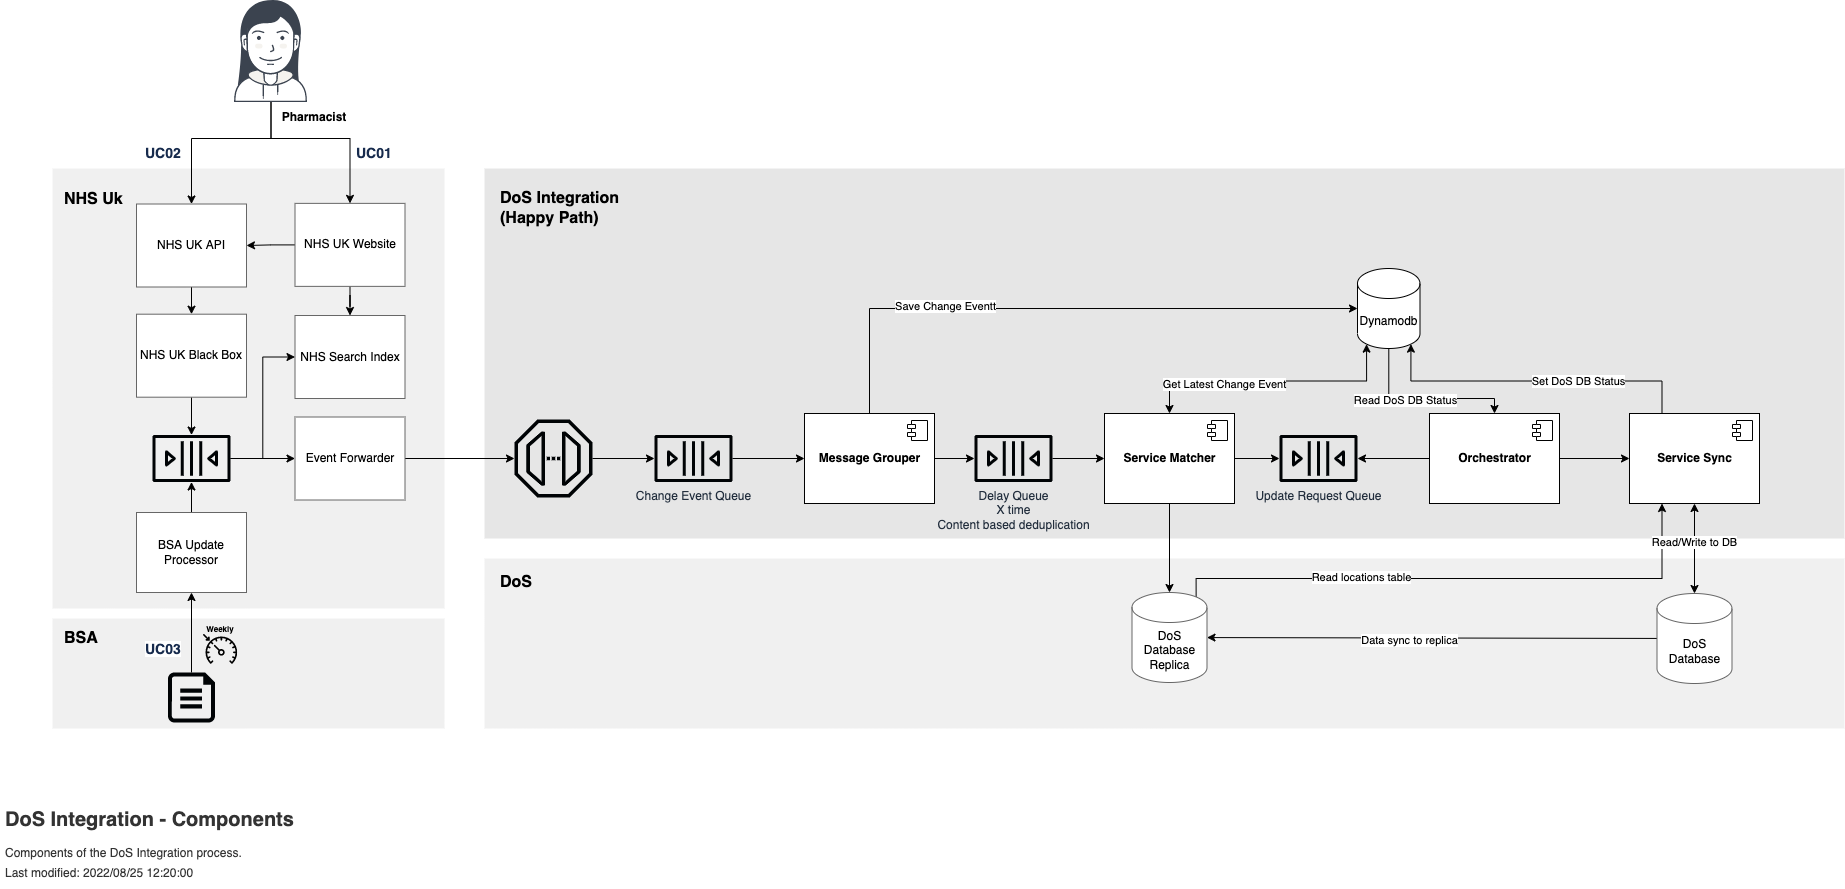 Pharmacist
UC02
UC01
NHS Uk
NHS UK API
NHS UK Website
NHS UK Black Box
NHS Search Index
Event Forwarder
BSA Update
Processor
BSA
UC03
Weekly
DoS Integration
(Happy Path)
Save Change Eventt
Dynamodb
Get Latest Change Event
Set DoS DB Status
Read DoS DB Status
Message Grouper
Service Matcher
Orchestrator
Service Sync
Change Event Queue
Delay Queue
X time
Content based deduplication
Update Request Queue
Read/Write to DB
DoS
Read locations table
DoS
Database
Replica
Data sync to replica
DoS
Database
DoS Integration - Components
Components of the DoS Integration process.
Last modified: 2022/08/25 12:20:00